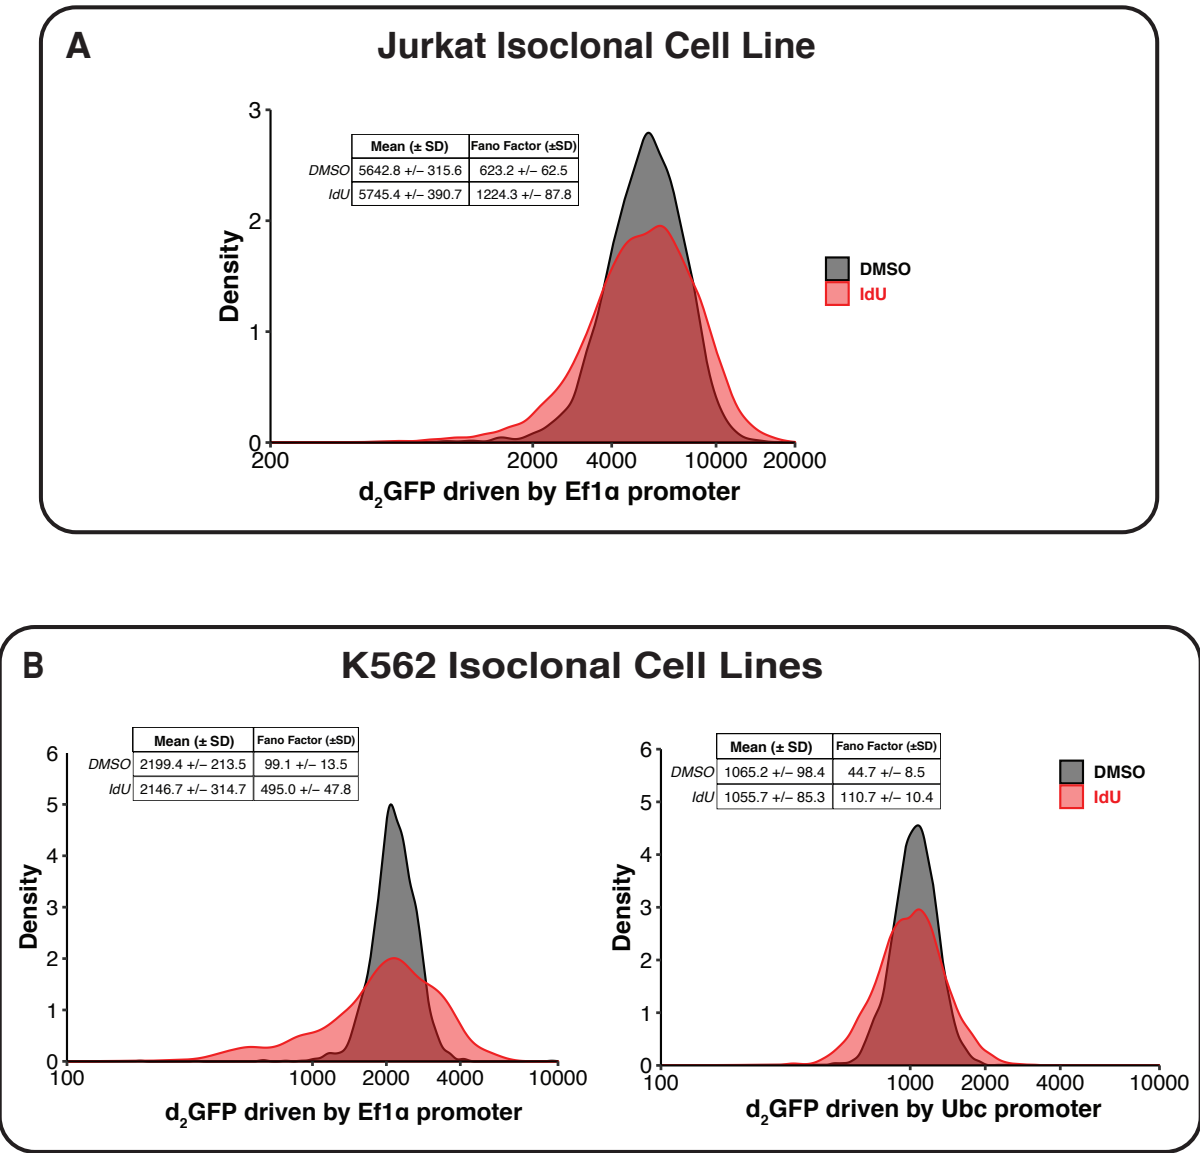 A
Jurkat Isoclonal Cell Line
3
2
1
0
Density
Mean (± SD) Fano Factor (±SD)
DMSO 5642.8 +/− 315.6 623.2 +/− 62.5
IdU 5745.4 +/− 390.7 1224.3 +/− 87.8
DMSO
IdU
200 2000 4000 10000 20000
d2GFP driven by Ef1α promoter
B
K562 Isoclonal Cell Lines
6
5
4
3
2
1
0
Density
Mean (± SD) Fano Factor (±SD)
DMSO 2199.4 +/− 213.5 99.1 +/− 13.5
IdU 2146.7 +/− 314.7 495.0 +/− 47.8
100 1000 2000 4000 10000
d2GFP driven by Ef1α promoter
6
5
4
3
2
1
0
Density
Mean (± SD) Fano Factor (±SD)
DMSO 1065.2 +/− 98.4 44.7 +/− 8.5
IdU 1055.7 +/− 85.3 110.7 +/− 10.4
DMSO
IdU
100 1000 2000 4000 10000
d2GFP driven by Ubc promoter